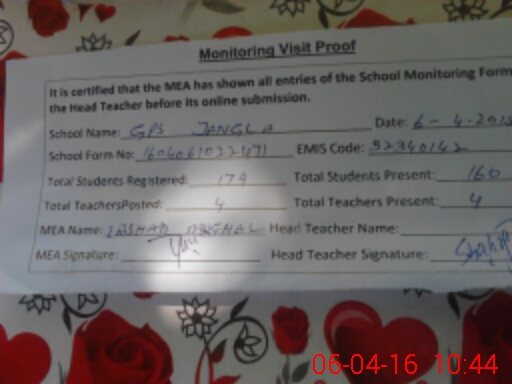 Monitoring Visit Proof
It is certified that the MEA has shown all entries of the School Monitoring Form
the Head Teacher before its online submission.
School Name: GPS JANGLA Date: 6-4-201
School Form No: EMIS Code: 32340142
Total Students Registered: 179 Total Students Present: 160
Total TeachersPosted: 4 Total Teachers Present: 4
MEA Name: IRSHAD Head Teacher Name:
MEA Signature: Head Teacher Signature:
06-04-16 10:44